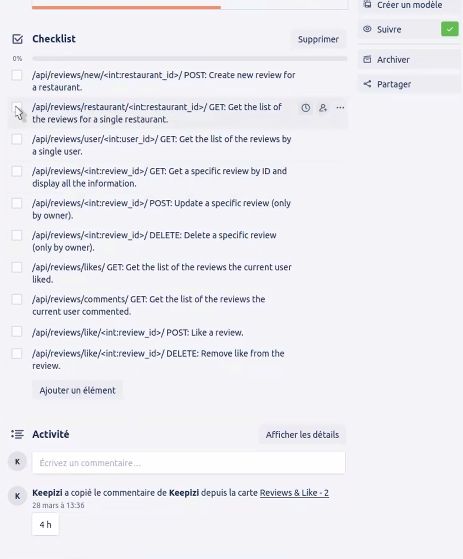 Créer un modèle
Suivre
Checklist
Supprimer
0%
Archiver
/api/reviews/new/<int:restaurant_id>/ POST: Create new review for
a restaurant.
Partager
/api/reviews/restaurant/<int:restaurant_id>/ GET: Get the list of
the reviews for a single restaurant.
/api/reviews/user/<int:user_id>/ GET: Get the list of the reviews by
a single user.
/api/reviews/<int:review_id>/ GET: Get a specific review by ID and
display all the information.
/api/reviews/<int:review_id>/ POST: Update a specific review (only
by owner).
/api/reviews/<int:review_id>/ DELETE: Delete a specific review
(only by owner).
/api/reviews/likes/ GET: Get the list of the reviews the current user
liked.
/api/reviews/comments/ GET: Get the list of the reviews the
current user commented.
/api/reviews/like/<int:review_id>/ POST: Like a review.
/api/reviews/like/<int:review_id>/ DELETE: Remove like from the
review.
Ajouter un élément
Activité
Afficher les détails
K
Écrivez un commentaire…
K
Keepizi a copié le commentaire de Keepizi depuis la carte Reviews & Like - 2
28 mars à 13:36
4 h